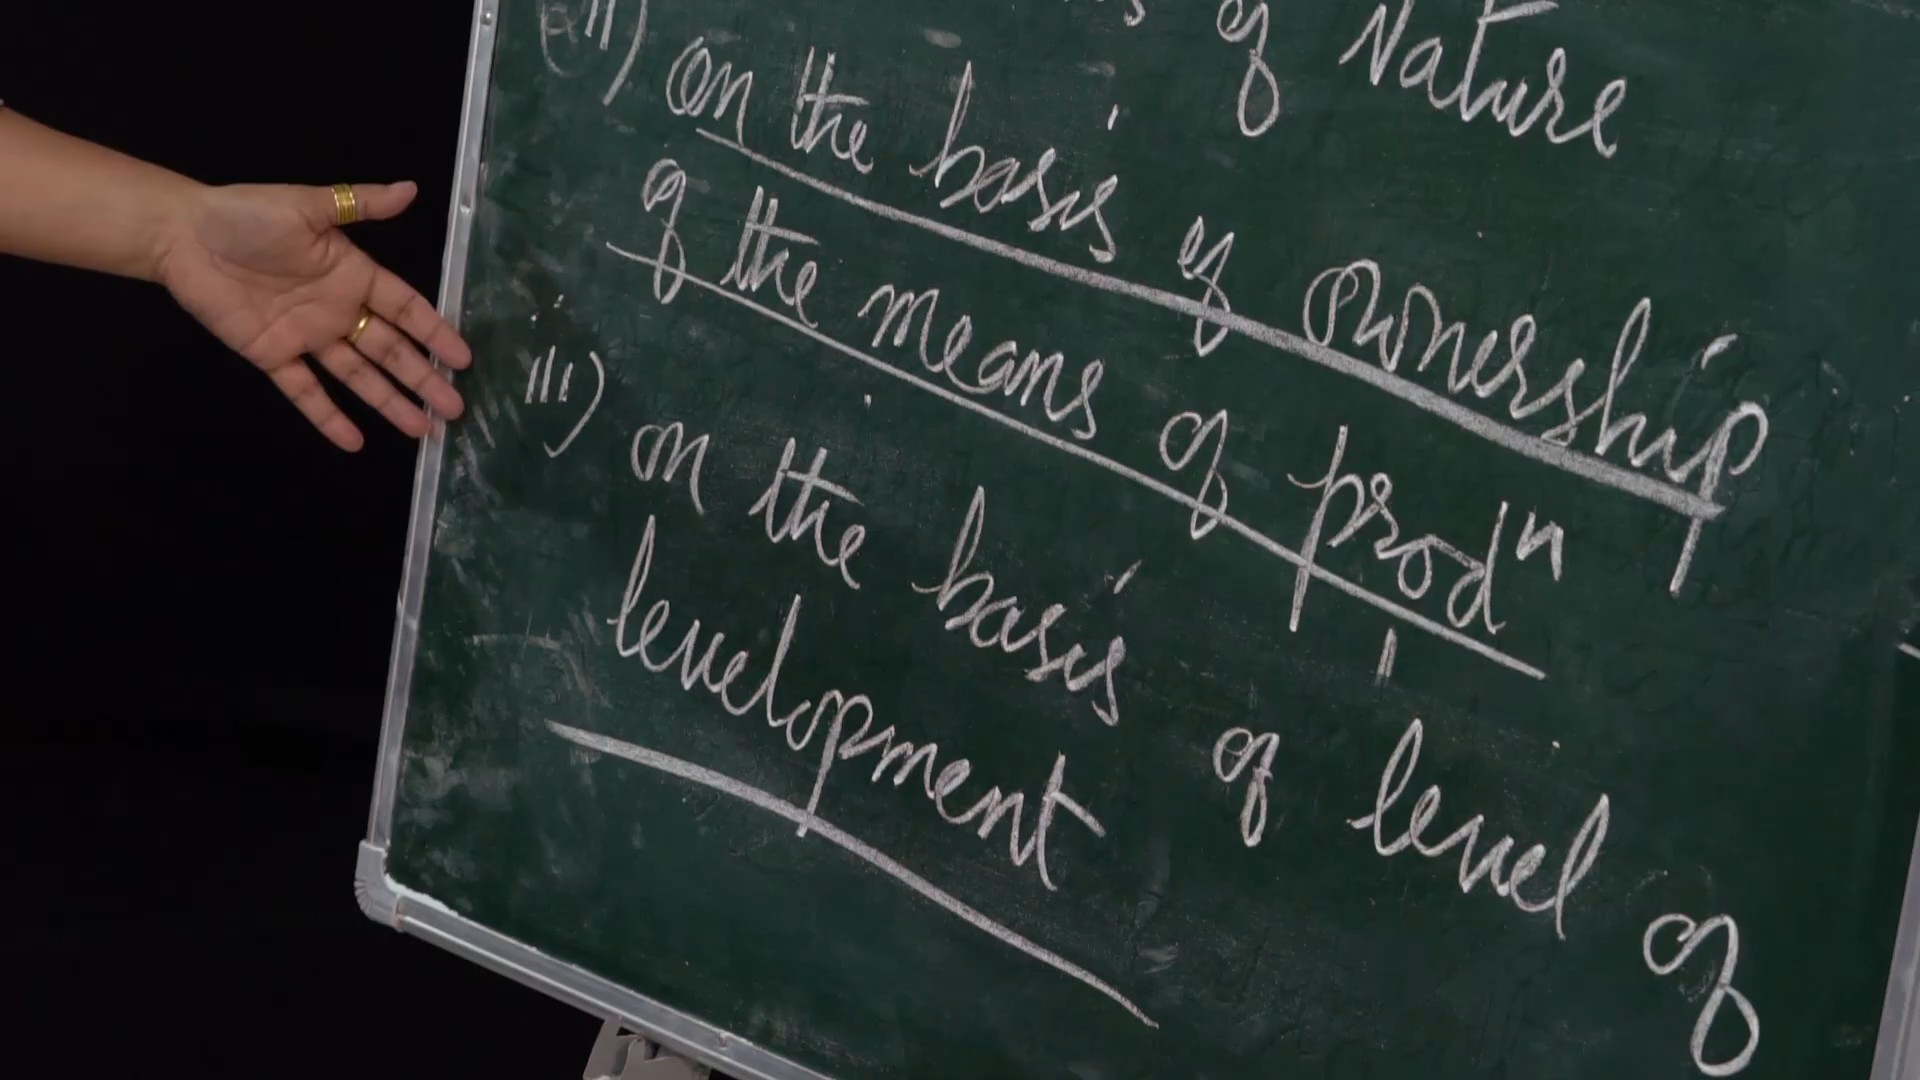 of Nature
ii) on the basis of ownership
of the means of prodⁿ
iii) on the basis of level of
levelopment